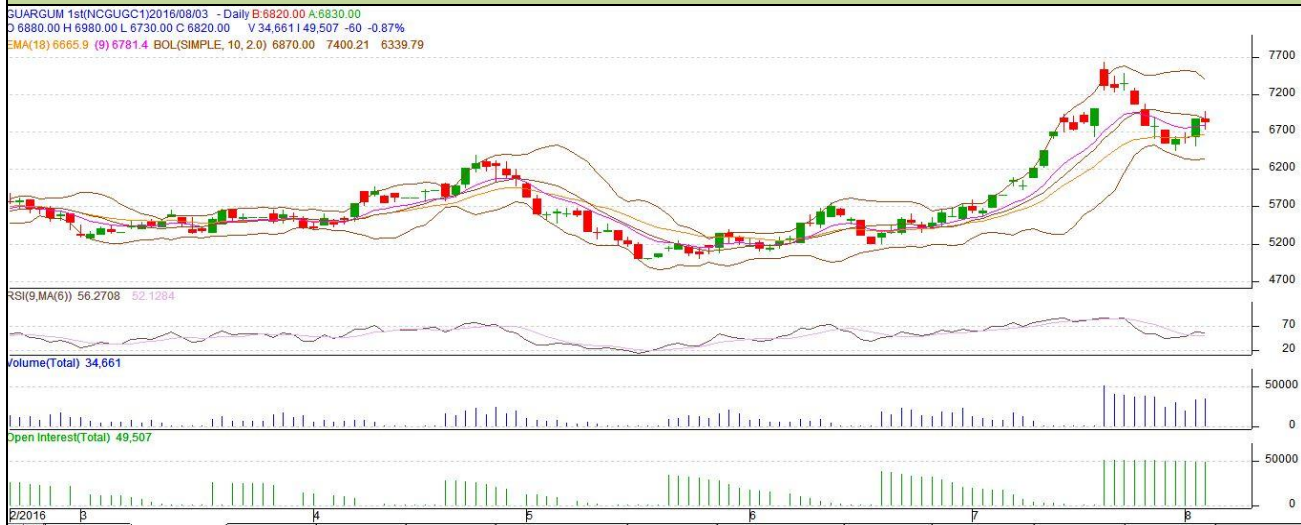 GUARGUM 1st(NCGUGC1)2016/08/03 - Daily B:6820.00 A:6830.00
O 6880.00 H 6980.00 L 6730.00 C 6820.00 V 34,661 I 49,507 -60 -0.87%
EMA(18) 6665.9 (9) 6781.4 BOL(SIMPLE, 10, 2.0) 6870.00 7400.21 6339.79
7700
7200
6700
6200
5700
5200
4700
RSI(9,MA(6)) 56.2708 52.1284
70
20
Volume(Total) 34,661
50000
0
Open Interest(Total) 49,507
50000
0
2/2016 3 4 5 6 7 8